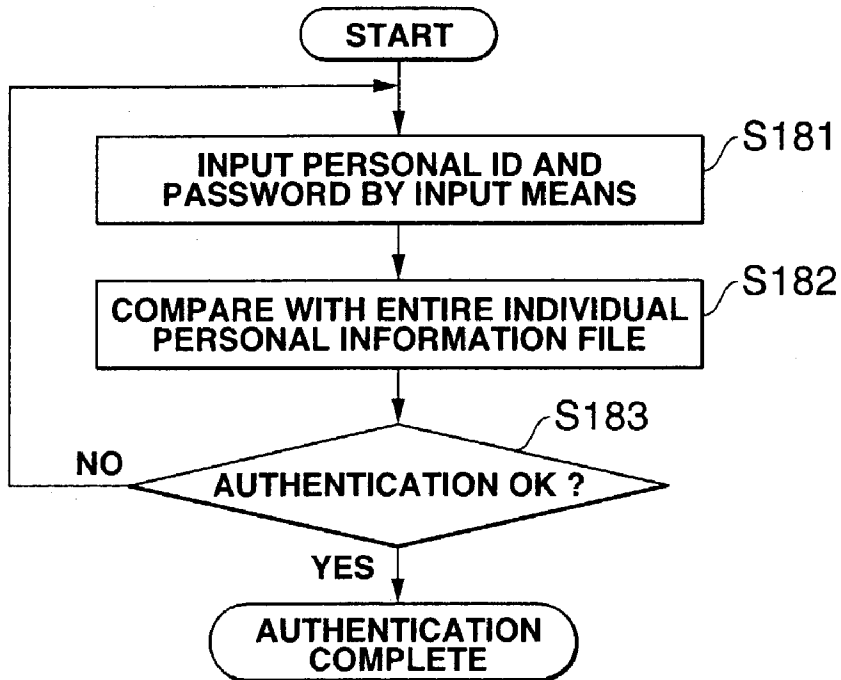 START
S181
INPUT PERSONAL ID AND
PASSWORD BY INPUT MEANS
S182
COMPARE WITH ENTIRE INDIVIDUAL
PERSONAL INFORMATION FILE
S183
NO
AUTHENTICATION OK ?
YES
AUTHENTICATION
COMPLETE